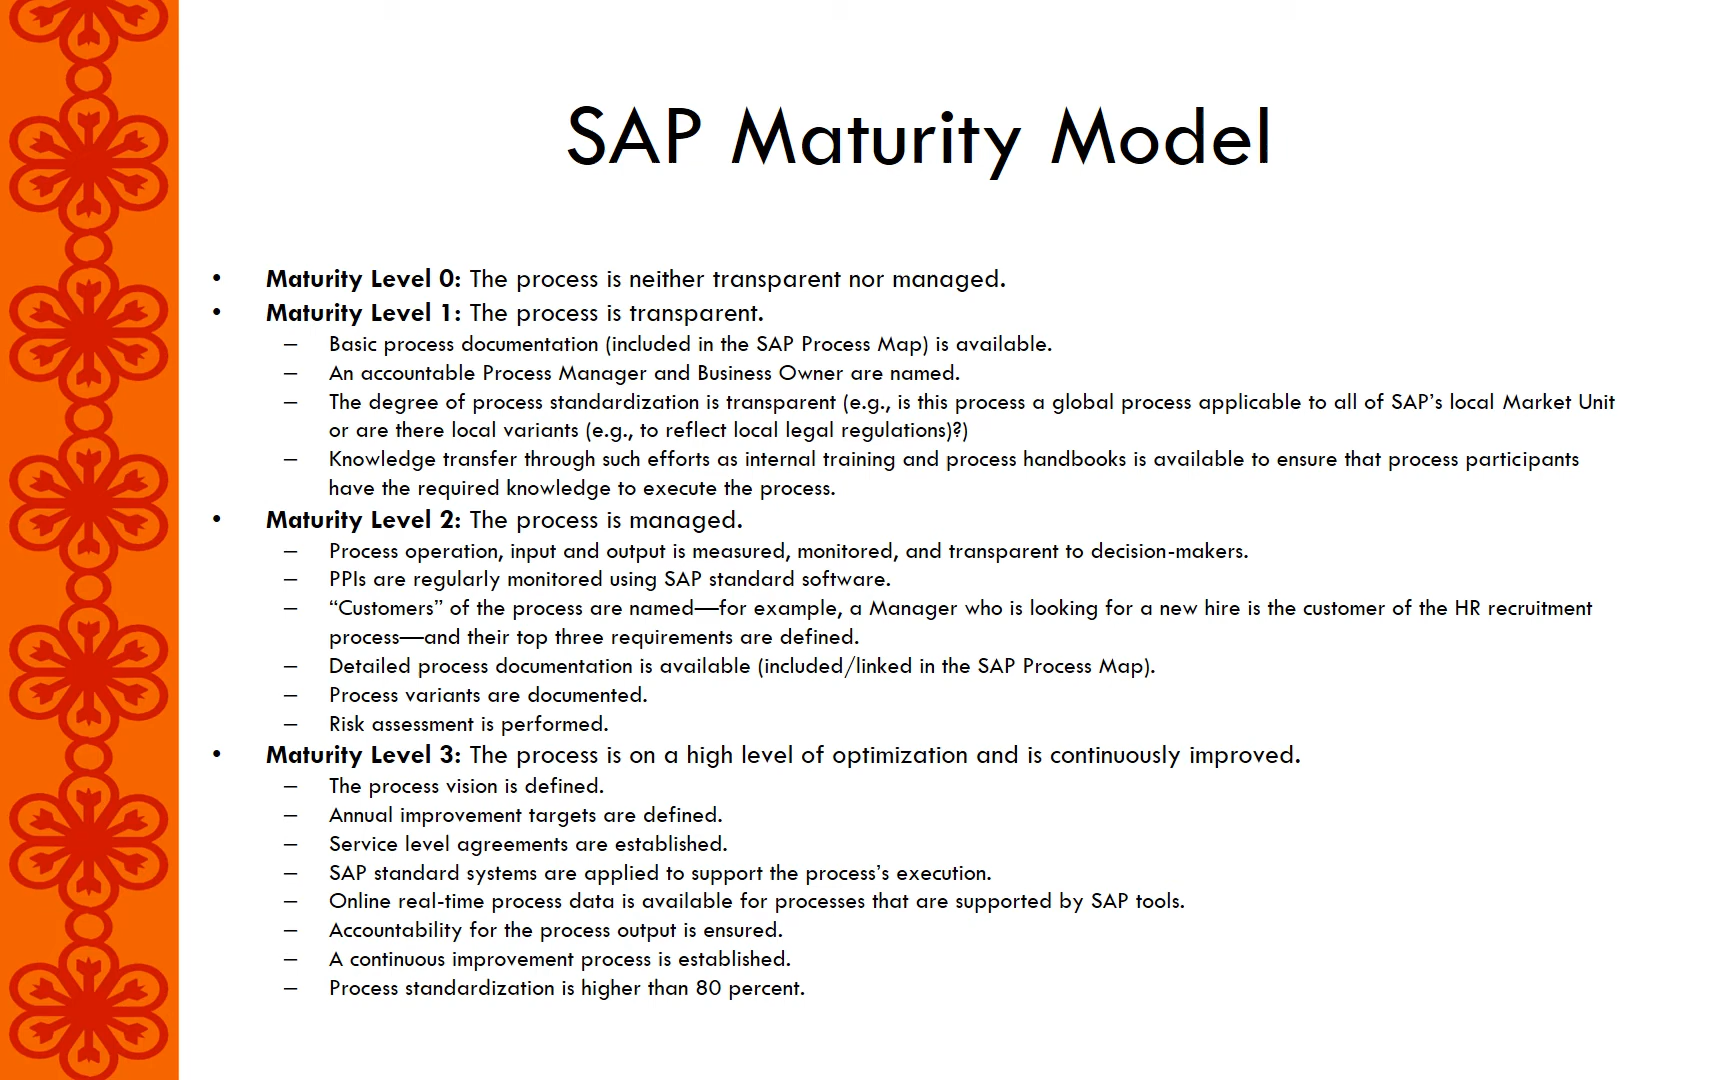 SAP Maturity Model
• Maturity Level 0: The process is neither transparent nor managed.
• Maturity Level 1: The process is transparent.
– Basic process documentation (included in the SAP Process Map) is available.
– An accountable Process Manager and Business Owner are named.
– The degree of process standardization is transparent (e.g., is this process a global process applicable to all of SAP’s local Market Unit
or are there local variants (e.g., to reflect local legal regulations)?)
– Knowledge transfer through such efforts as internal training and process handbooks is available to ensure that process participants
have the required knowledge to execute the process.
• Maturity Level 2: The process is managed.
– Process operation, input and output is measured, monitored, and transparent to decision-makers.
– PPIs are regularly monitored using SAP standard software.
– “Customers” of the process are named—for example, a Manager who is looking for a new hire is the customer of the HR recruitment
process—and their top three requirements are defined.
– Detailed process documentation is available (included/linked in the SAP Process Map).
– Process variants are documented.
– Risk assessment is performed.
• Maturity Level 3: The process is on a high level of optimization and is continuously improved.
– The process vision is defined.
– Annual improvement targets are defined.
– Service level agreements are established.
– SAP standard systems are applied to support the process’s execution.
– Online real-time process data is available for processes that are supported by SAP tools.
– Accountability for the process output is ensured.
– A continuous improvement process is established.
– Process standardization is higher than 80 percent.